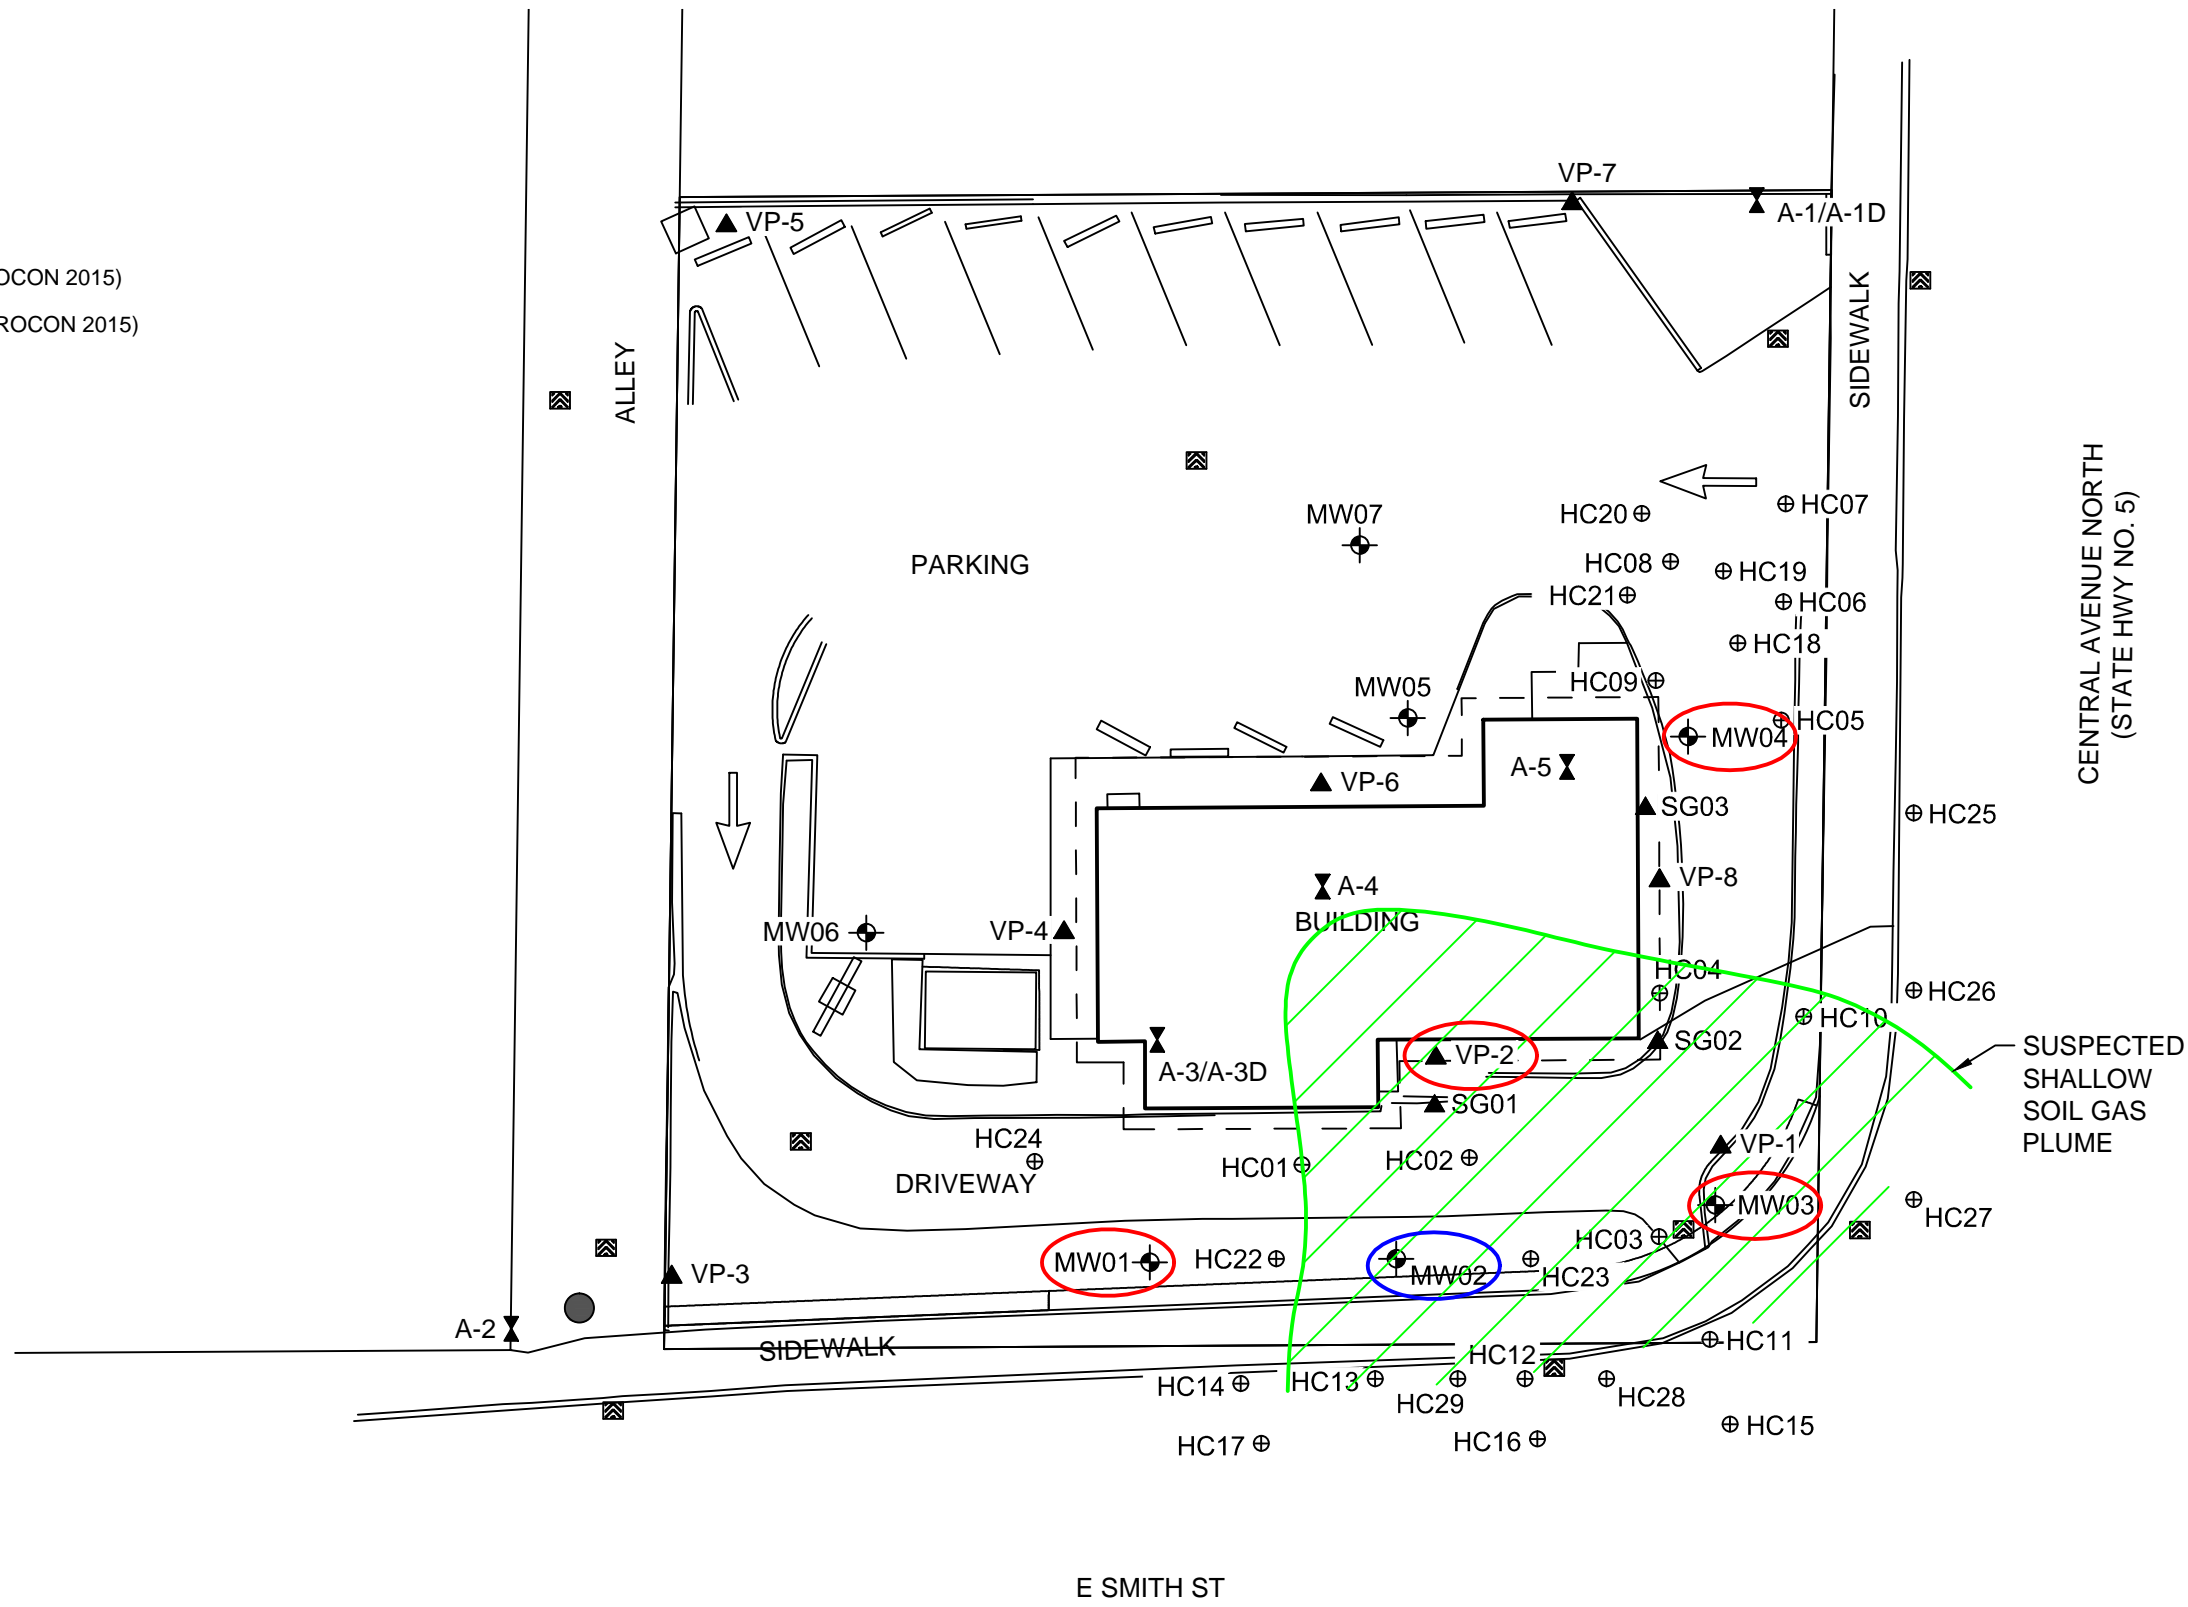 VP-7
A-1/A-1D
VP-5
OCON 2015)
ROCON 2015)
ALLEY
SIDEWALK
CENTRAL AVENUE NORTH
(STATE HWY NO. 5)
HC07
HC20
MW07
PARKING
HC08
HC19
HC21
HC06
HC18
HC09
MW05
HC05
MW04
A-5
VP-6
SG03
HC25
VP-8
A-4
BUILDING
MW06
VP-4
HC04
HC26
HC10
SG02
SUSPECTED
SHALLOW
SOIL GAS
PLUME
VP-2
A-3/A-3D
SG01
HC24
VP-1
HC01
HC02
DRIVEWAY
MW03
HC27
HC03
MW01
HC22
MW02
HC23
VP-3
A-2
SIDEWALK
HC11
HC12
HC14
HC13
HC29
HC28
HC15
HC17
HC16
E SMITH ST